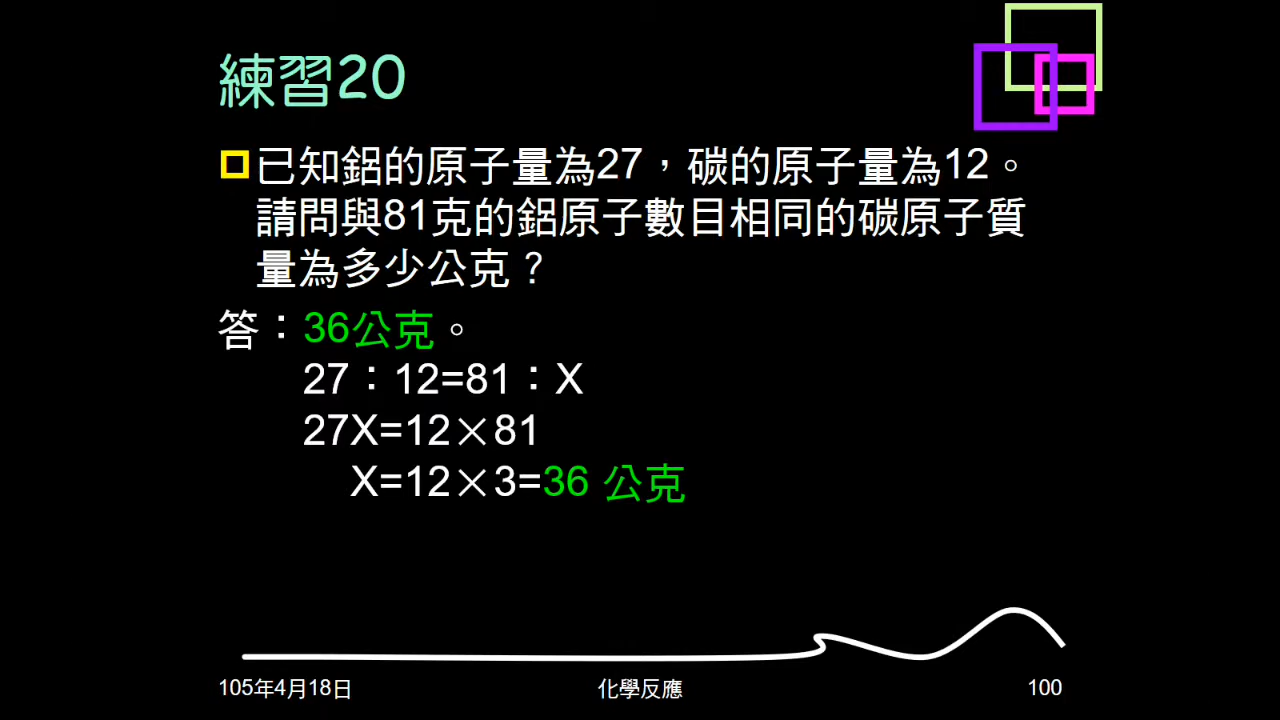 練習20
已知鋁的原子量為27，碳的原子量為12。
請問與81克的鋁原子數目相同的碳原子質
量為多少公克？
答：36公克。
27：12=81：X
27X=12×81
X=12×3=36 公克
105年4月18日
化學反應
100